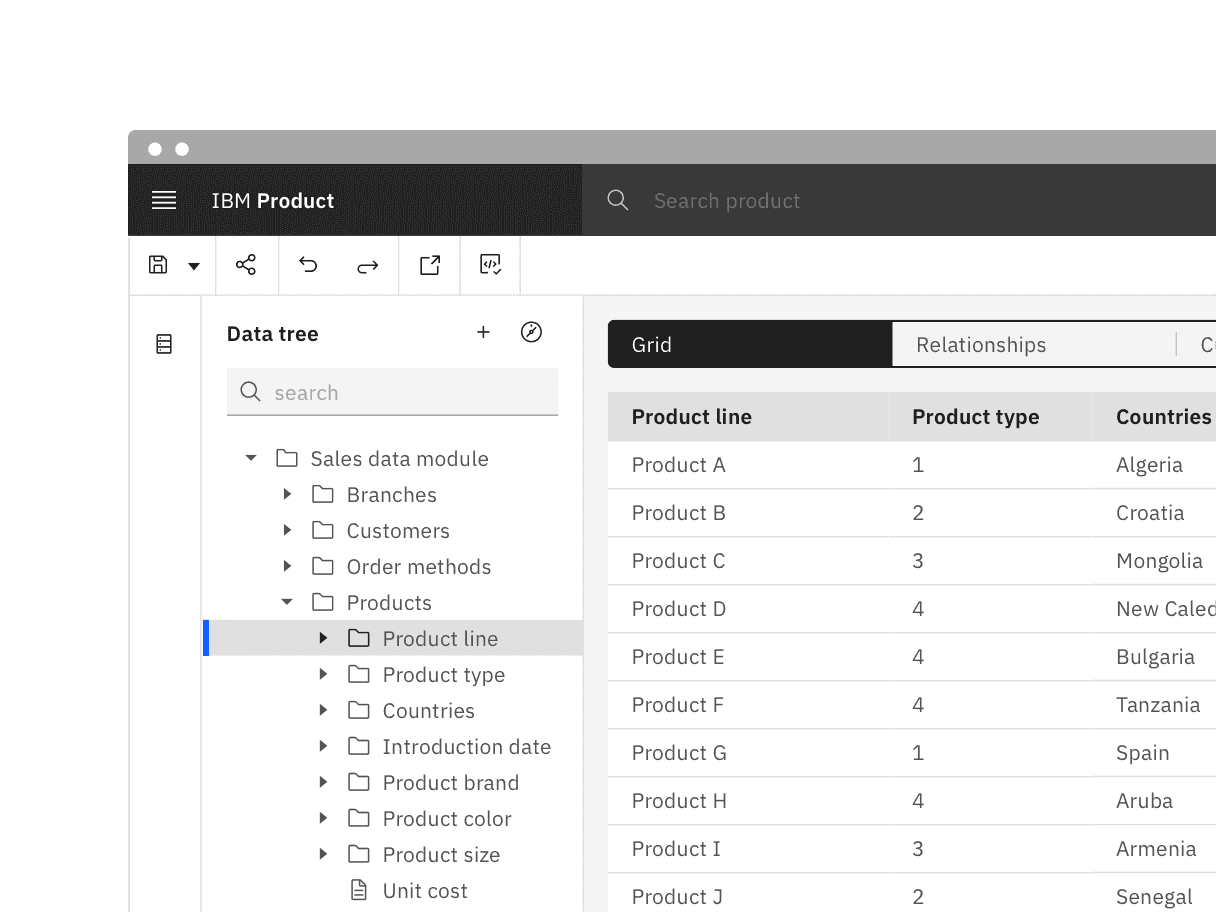 IBM Product
Search product
Data tree
search
Sales data module
Branches
Customers
Order methods
Products
Product line
Product type
Countries
Introduction date
Product brand
Product color
Product size
Unit cost
Grid Relationships
Product line Product type Countries
Product A 1 Algeria
Product B 2 Croatia
Product C 3 Mongolia
Product D 4 New
Product E 4 Bulgaria
Product F 4 Tanzania
Product G 1 Spain
Product H 4 Aruba
Product I 3 Armenia
Product J 2 Senegal